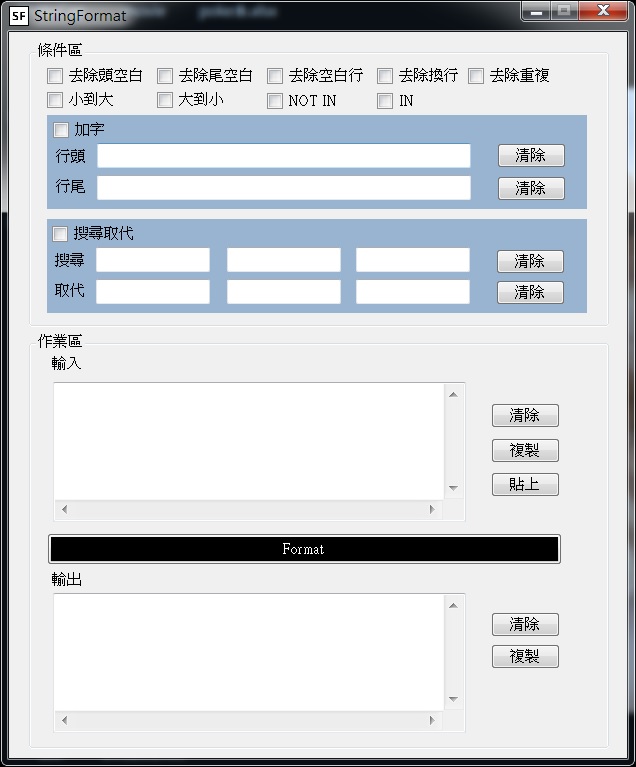 SF StringFormat
條件區
去除頭空白 去除尾空白 去除空白行 去除換行 去除重複
小到大 大到小 NOT IN IN
加字
行頭 清除
行尾 清除
搜尋取代
搜尋 清除
取代 清除
作業區
輸入
清除
複製
貼上
Format
輸出
清除
複製